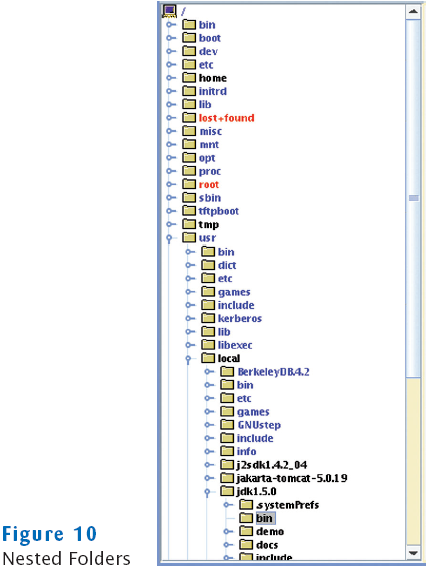 /
bin
boot
dev
etc
home
initrd
lib
lost+found
misc
mnt
opt
proc
root
sbin
tftpboot
tmp
usr
bin
dict
etc
games
include
kerberos
lib
libexec
local
BerkeleyDB.4.2
bin
etc
games
GNUstep
include
info
j2sdk1.4.2_04
jakarta-tomcat-5.0.19
jdk1.5.0
.systemPrefs
bin
demo
docs
include
Figure 10
Nested Folders